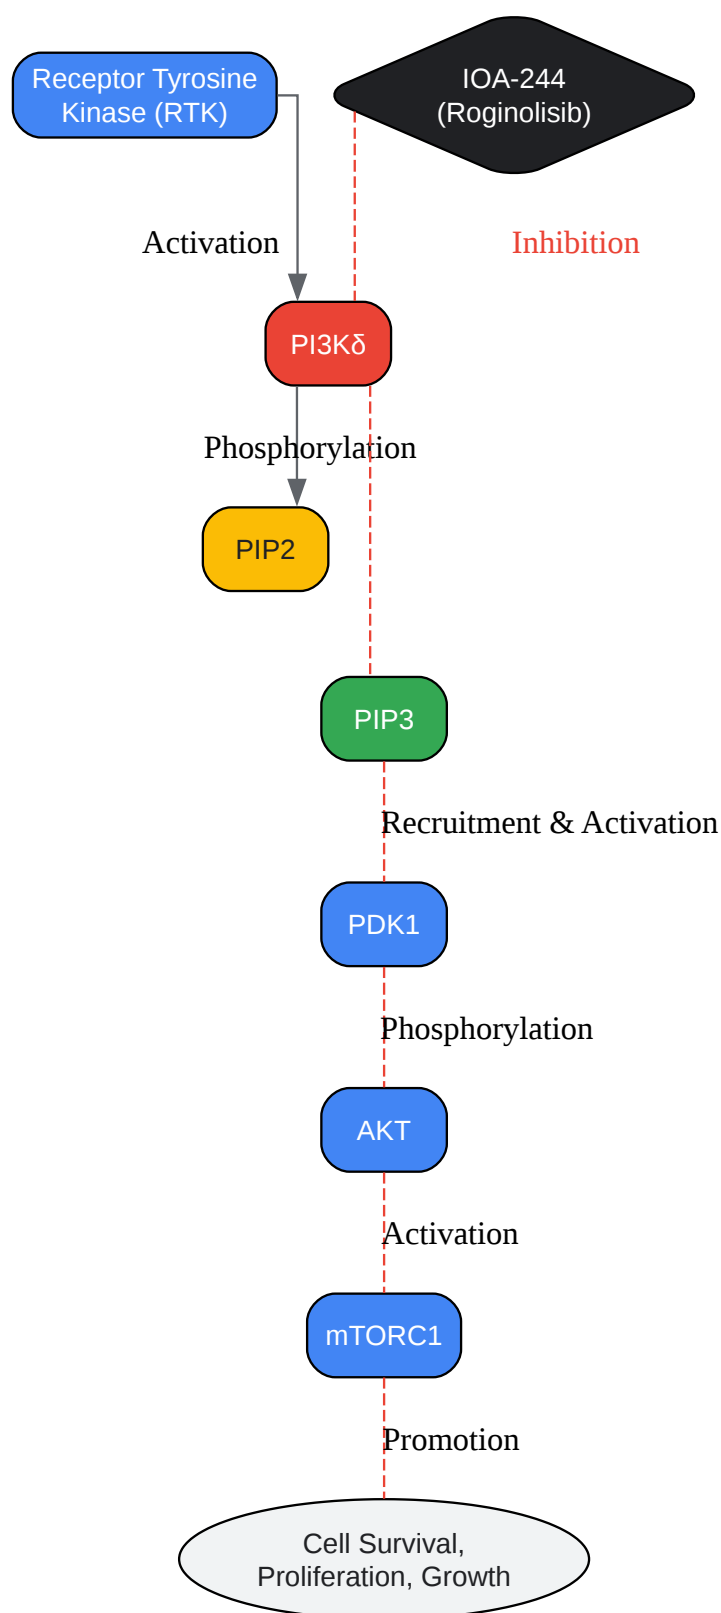 Receptor Tyrosine
Kinase (RTK)
IOA-244
(Roginolisib)
Activation
Inhibition
PI3Kδ
Phosphorylation
PIP2
PIP3
Recruitment & Activation
PDK1
Phosphorylation
AKT
Activation
mTORC1
Promotion
Cell Survival,
Proliferation, Growth